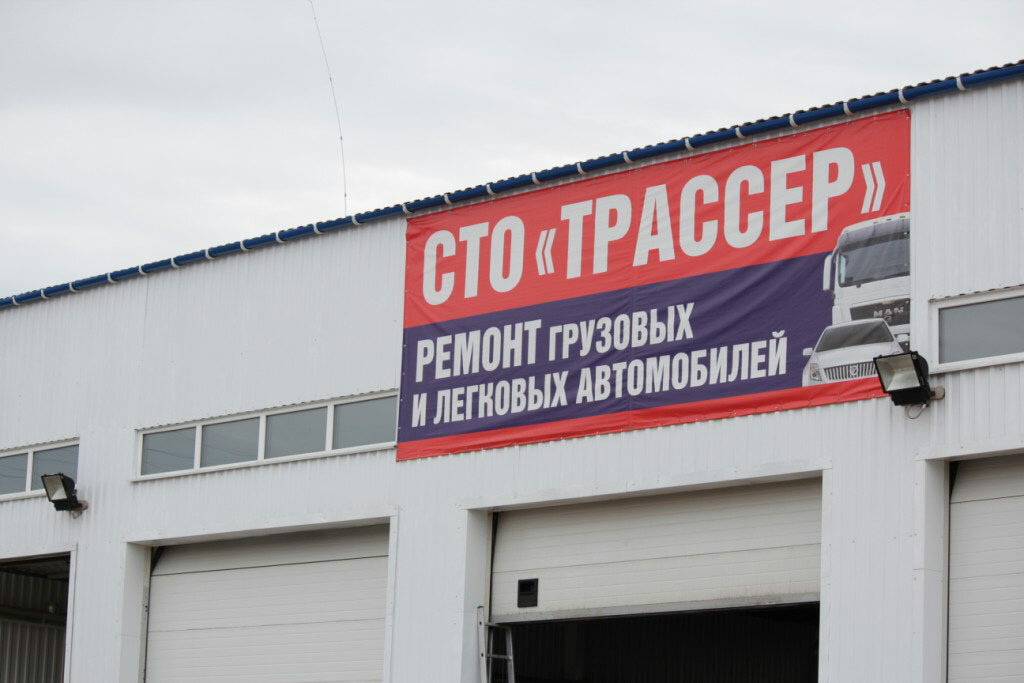 СТО «ТРАССЕР»
РЕМОНТ ГРУЗОВЫХ
И ЛЕГКОВЫХ АВТОМОБИЛЕЙ
MAN